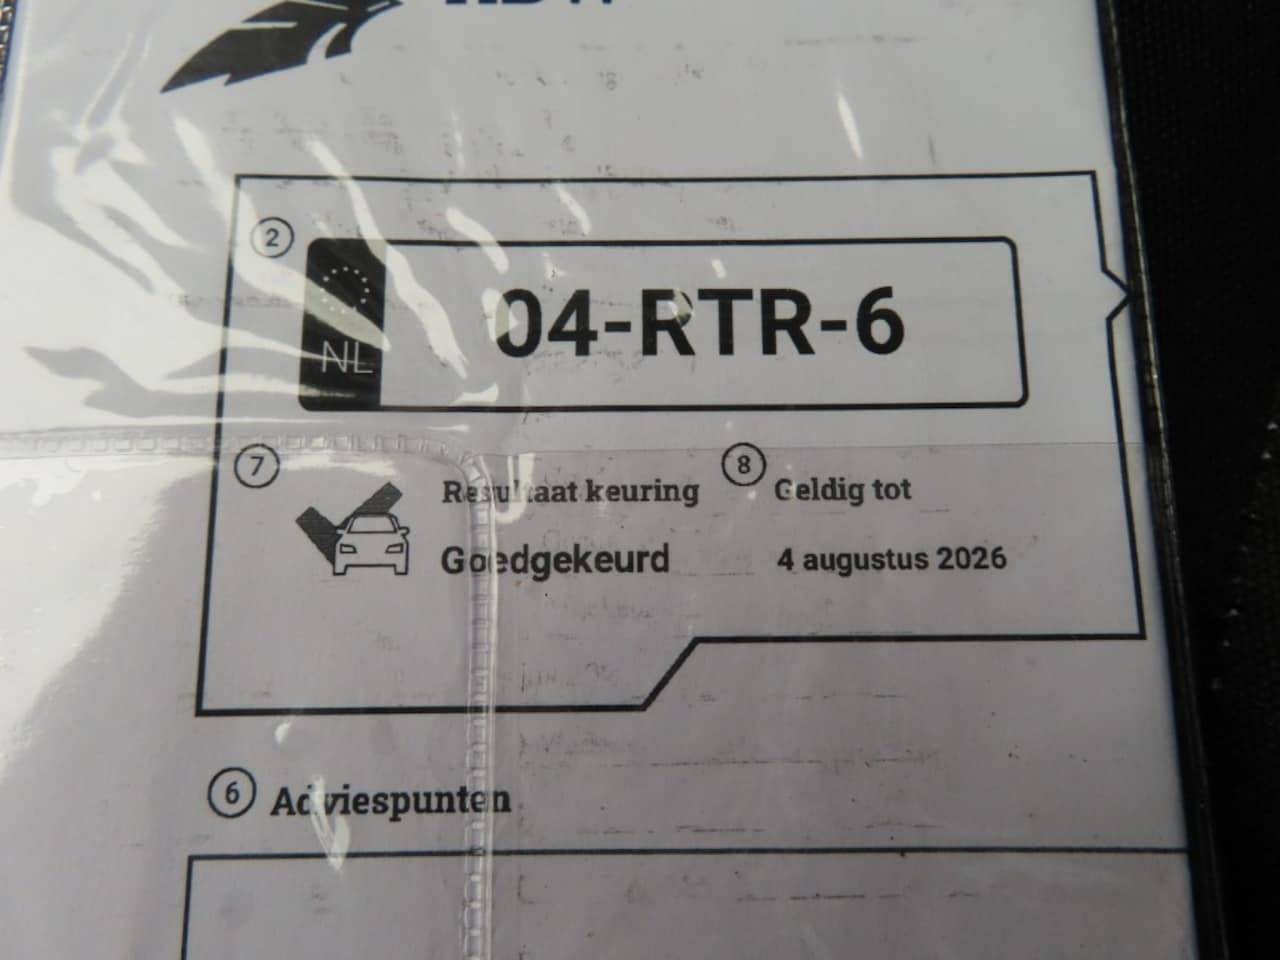 2
NL
04-RTR-6
7
Resultaat keuring
8
Geldig tot
Goedgekeurd
4 augustus 2026
6
Adviespunten